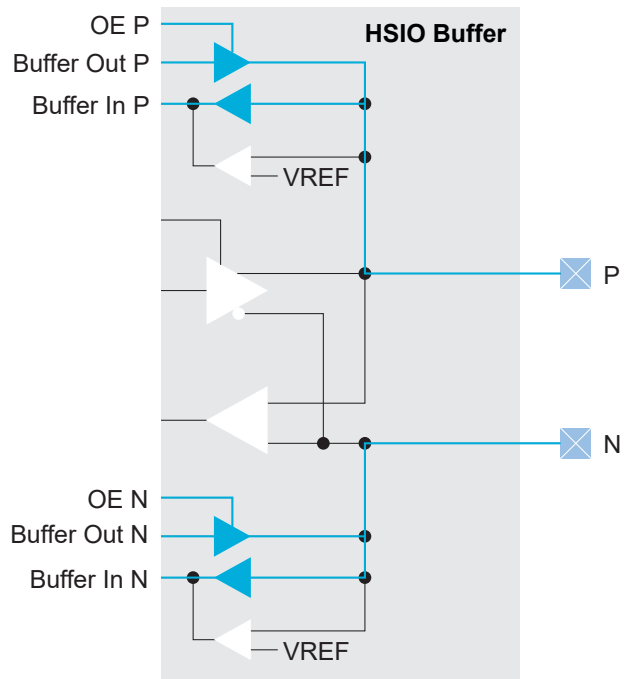 OE P
HSIO Buffer
Buffer Out P
Buffer In P
VREF
P
N
OE N
Buffer Out N
Buffer In N
VREF